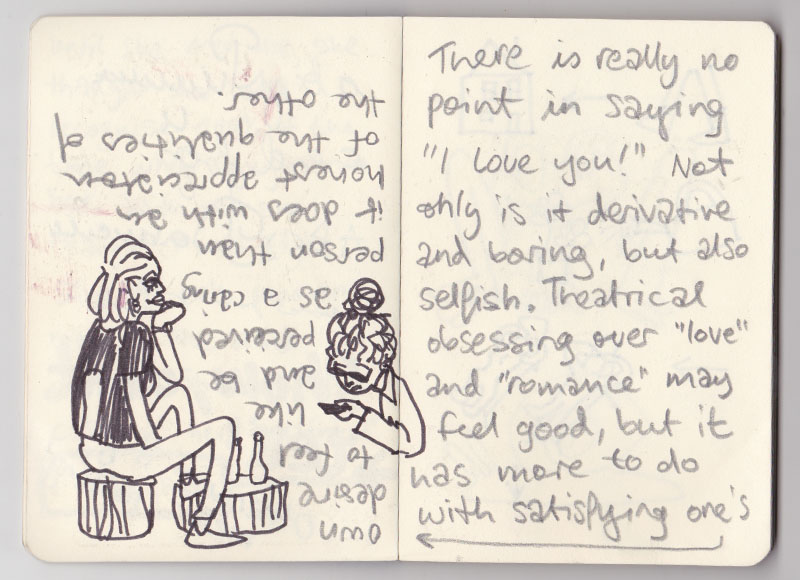 There is really no
point in saying
"I love you!" Not
only is it derivative
and boring, but also
selfish. Theatrical
obsessing over "love"
and "romance" may
feel good, but it
has more to do
with satisfying one's
own
desire
to feel
like
and be
perceived
as a caring
person than
it does with an
honest appreciation
of the qualities of
the other.